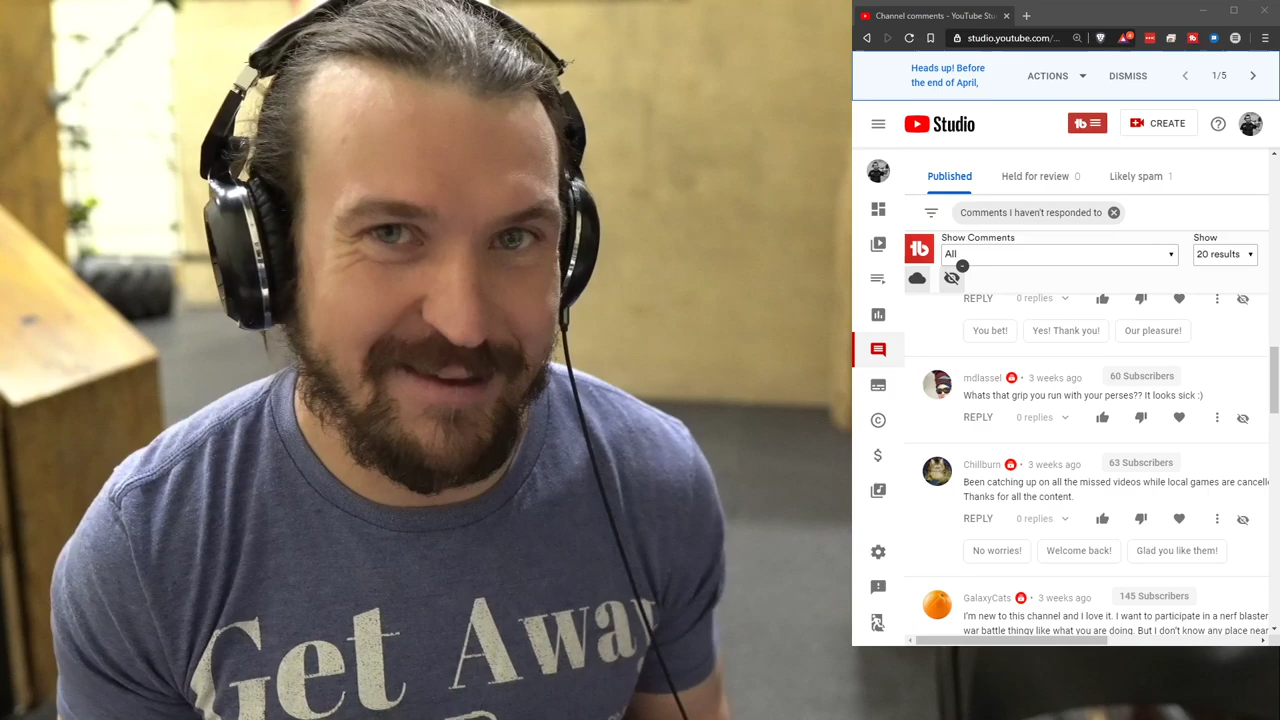 Channel comments - YouTube Stu
studio.youtube.com/...
4
Heads up! Before
the end of April,
ACTIONS
DISMISS
1/5
Studio
tb
CREATE
Published
Held for review 0
Likely spam 1
Comments I haven't responded to
tb
Show Comments
Show
All
20 results
REPLY
0 replies
You bet!
Yes! Thank you!
Our pleasure!
mdlassel • 3 weeks ago
60 Subscribers
Whats that grip you run with your perses?? It looks sick :)
REPLY
0 replies
Chillburn • 3 weeks ago
63 Subscribers
Been catching up on all the missed videos while local games are cancelle
Thanks for all the content.
REPLY
0 replies
No worries!
Welcome back!
Glad you like them!
GalaxyCats • 3 weeks ago
145 Subscribers
I'm new to this channel and I love it. I want to participate in a nerf blaster
war battle thingy like what you are doing. But I don't know any place near
Get Away